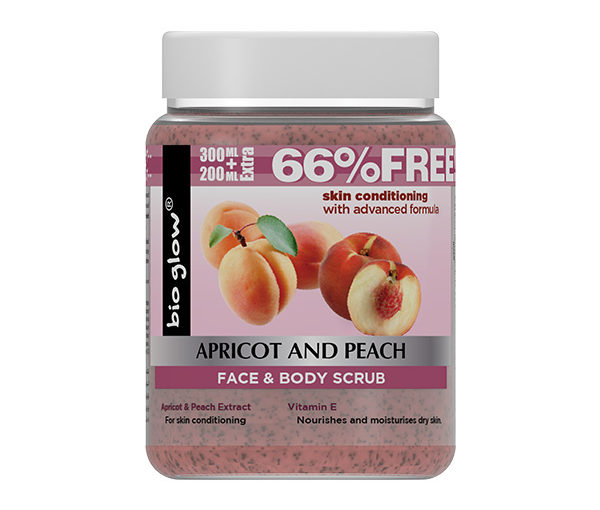 300ML
+
200ML
Extra
66%FREE
skin conditioning
with advanced formula
bio glow®
APRICOT AND PEACH
FACE & BODY SCRUB
Apricot & Peach Extract
For skin conditioning
Vitamin E
Nourishes and moisturises dry skin.